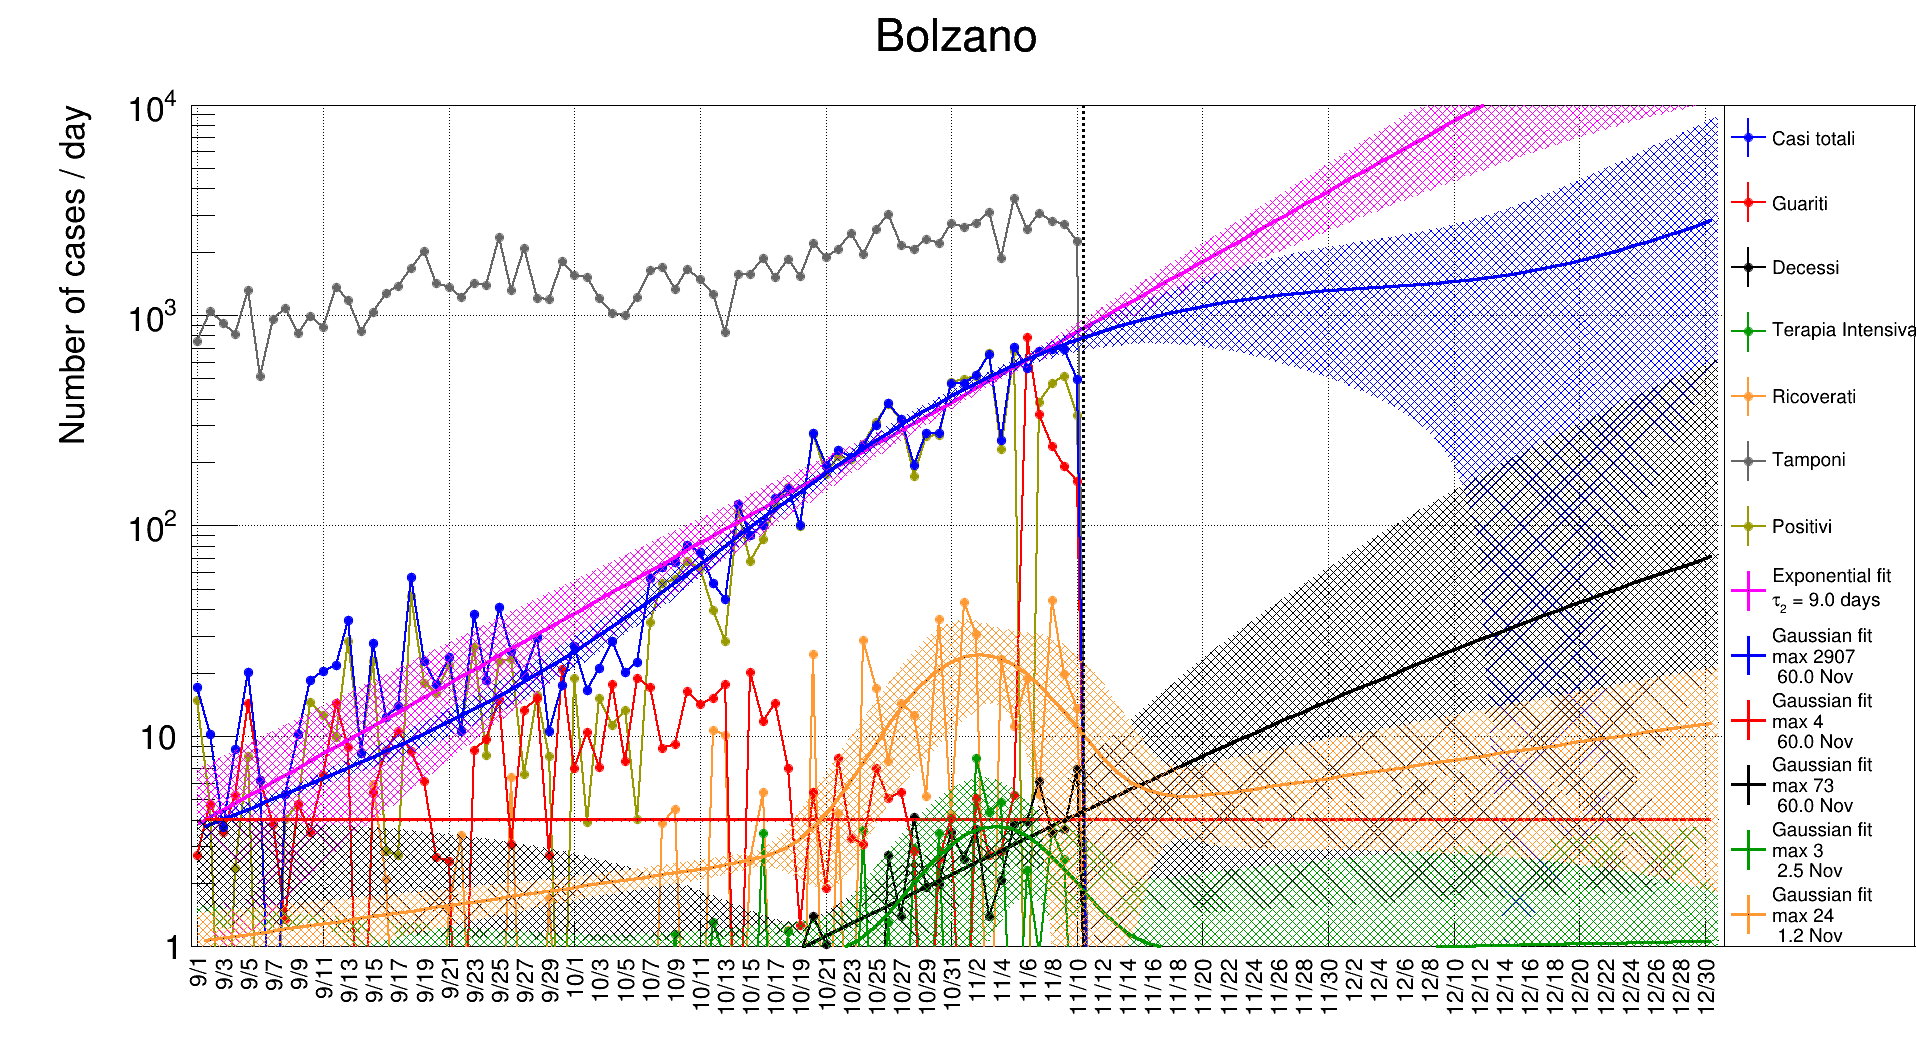 Bolzano
Number of cases / day
10^4
10^3
10^2
10
1
9/1 9/3 9/5 9/7 9/9 9/11 9/13 9/15 9/17 9/19 9/21 9/23 9/25 9/27 9/29 10/1 10/3 10/5 10/7 10/9 10/11 10/13 10/15 10/17 10/19 10/21 10/23 10/25 10/27 10/29 10/31 11/2 11/4 11/6 11/8 11/10 11/12 11/14 11/16 11/18 11/20 11/22 11/24 11/26 11/28 11/30 12/2 12/4 12/6 12/8 12/10 12/12 12/14 12/16 12/18 12/20 12/22 12/24 12/26 12/28 12/30
Casi totali
Guariti
Decessi
Terapia Intensiva
Ricoverati
Tamponi
Positivi
Exponential fit
τ2 = 9.0 days
Gaussian fit
max 2907
60.0 Nov
Gaussian fit
max 4
60.0 Nov
Gaussian fit
max 73
60.0 Nov
Gaussian fit
max 3
2.5 Nov
Gaussian fit
max 24
1.2 Nov